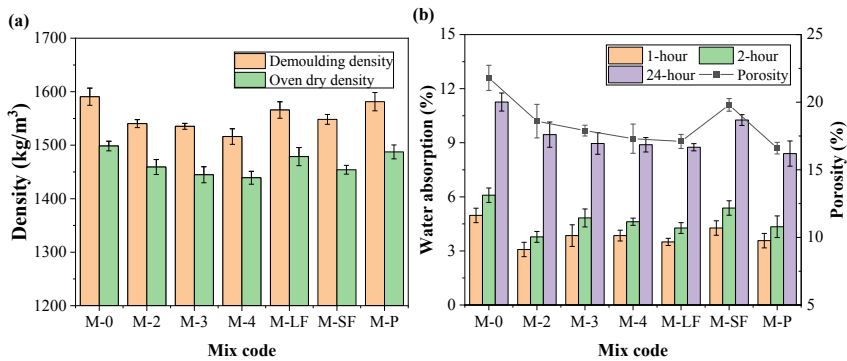 (a)
1700
1600
1500
1400
1300
1200
Density (kg/m³)
Demoulding density
Oven dry density
M-0 M-2 M-3 M-4 M-LF M-SF M-P
Mix code
(b)
15
12
9
6
3
0
Water absorption (%)
1-hour 2-hour
24-hour Porosity
25
20
15
10
5
Porosity (%)
M-0 M-2 M-3 M-4 M-LF M-SF M-P
Mix code